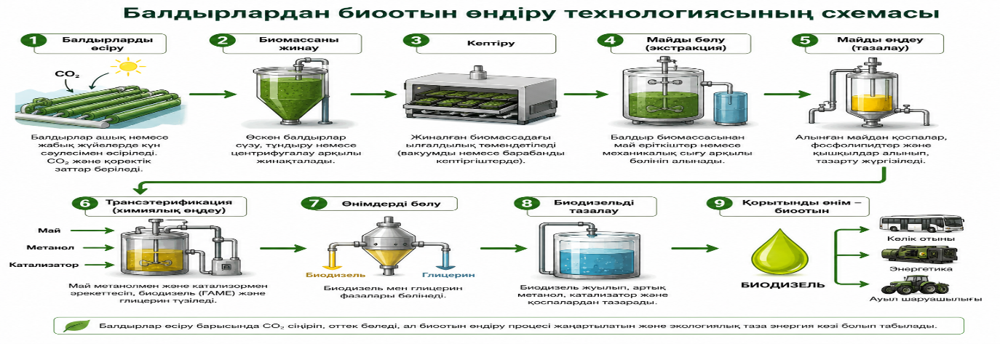 Балдырлардан биоотын өндіру технологиясының схемасы
1 Балдырларды
өсіру
2 Биомассаны
жинау
3 Кептіру
4 Майды бөлу
(экстракция)
5 Майды өңдеу
(тазалау)
CO₂
Балдырлар ашық немесе
жабық жүйелерде күн
сәулесімен өсіріледі.
CO₂ және қоректік
заттар беріледі.
Өскен балдырлар
сүзу, тұндыру немесе
центрифугалау арқылы
жинақталады.
Жиналған биомассадағы
ылғалдылық төмендетіледі
(вакуумды немесе барабанды
кептіргіштерде).
Балдыр биомассасынан
май еріткіштер немесе
механикалық сығу арқылы
бөлініп алынады.
Алынған майдан қоспалар,
фосфолипидтер және
қышқылдар алынып,
тазарту жүргізіледі.
6 Трансэтерификация
(химиялық өңдеу)
7 Өнімдерді бөлу
8 Биодизельді
тазалау
9 Қорытынды өнім –
биоотын
Май
Метанол
Катализатор
Биодизель
Глицерин
БИОДИЗЕЛЬ
Көлік отыны
Энергетика
Ауыл шаруашылығы
Май метанолмен және катализормен
әрекеттесіп, биодизель (FAME) және
глицерин түзіледі.
Биодизель мен глицерин
фазалары бөлінеді.
Биодизель жуылып, артық
метанол, катализатор және
қоспалардан тазарады.
Балдырлар өсіру барысында CO₂ сіңіріп, оттек бөледі, ал биоотын өндіру процесі жаңартылатын және экологиялық таза энергия көзі болып табылады.